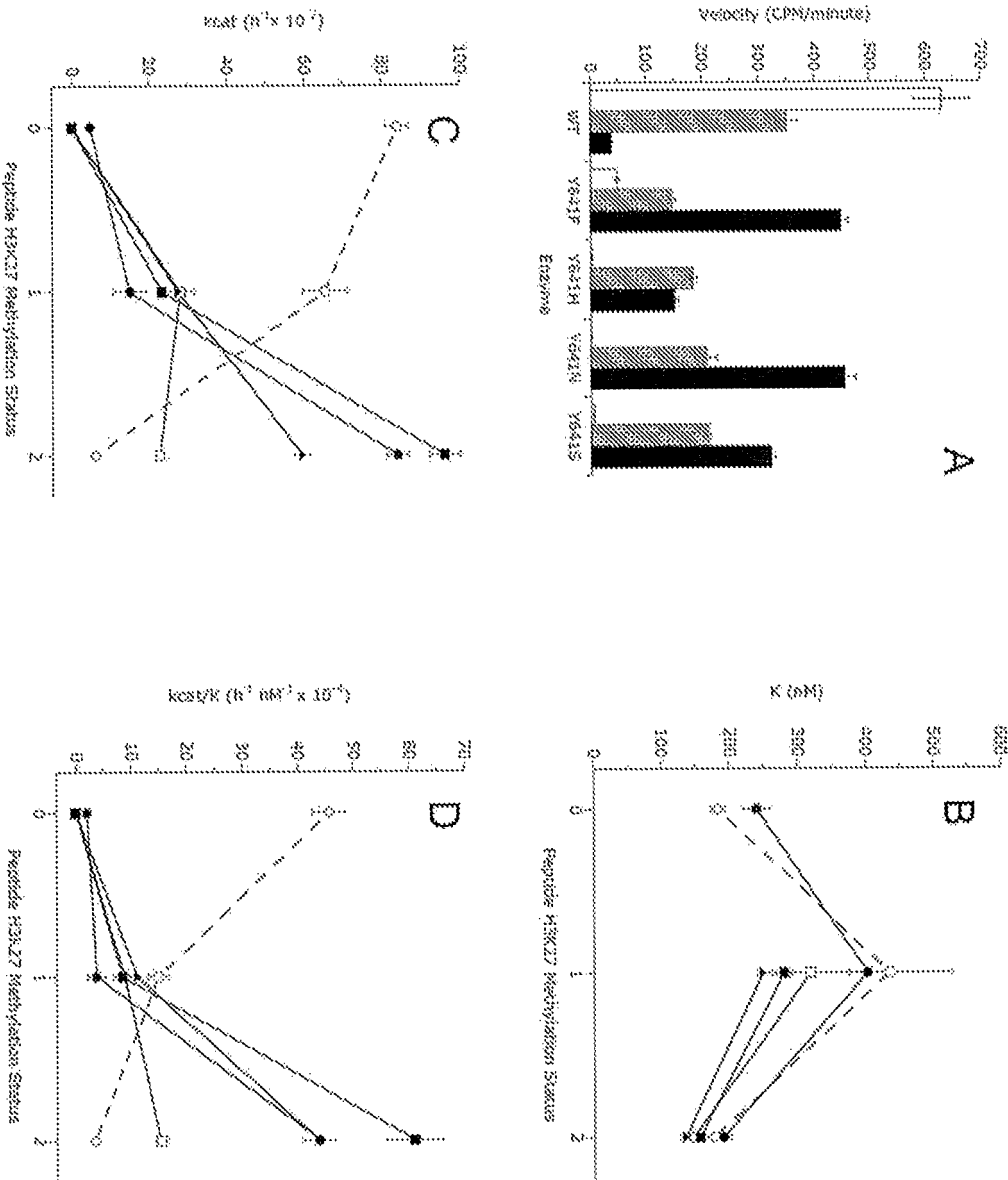 A
Velocity (CPM/minute)
700
600
500
400
300
200
100
0
WT
Y641F
Y641H
Y641N
Y641S
Enzyme
B
K (nM)
600
500
400
300
200
100
0
0
1
2
Peptide H3K27 Methylation Status
C
kcat (h⁻¹ x 10⁻²)
100
80
60
40
20
0
0
1
2
Peptide H3K27 Methylation Status
D
kcat/K (h⁻¹ nM⁻¹ x 10⁻⁴)
70
60
50
40
30
20
10
0
0
1
2
Peptide H3K27 Methylation Status